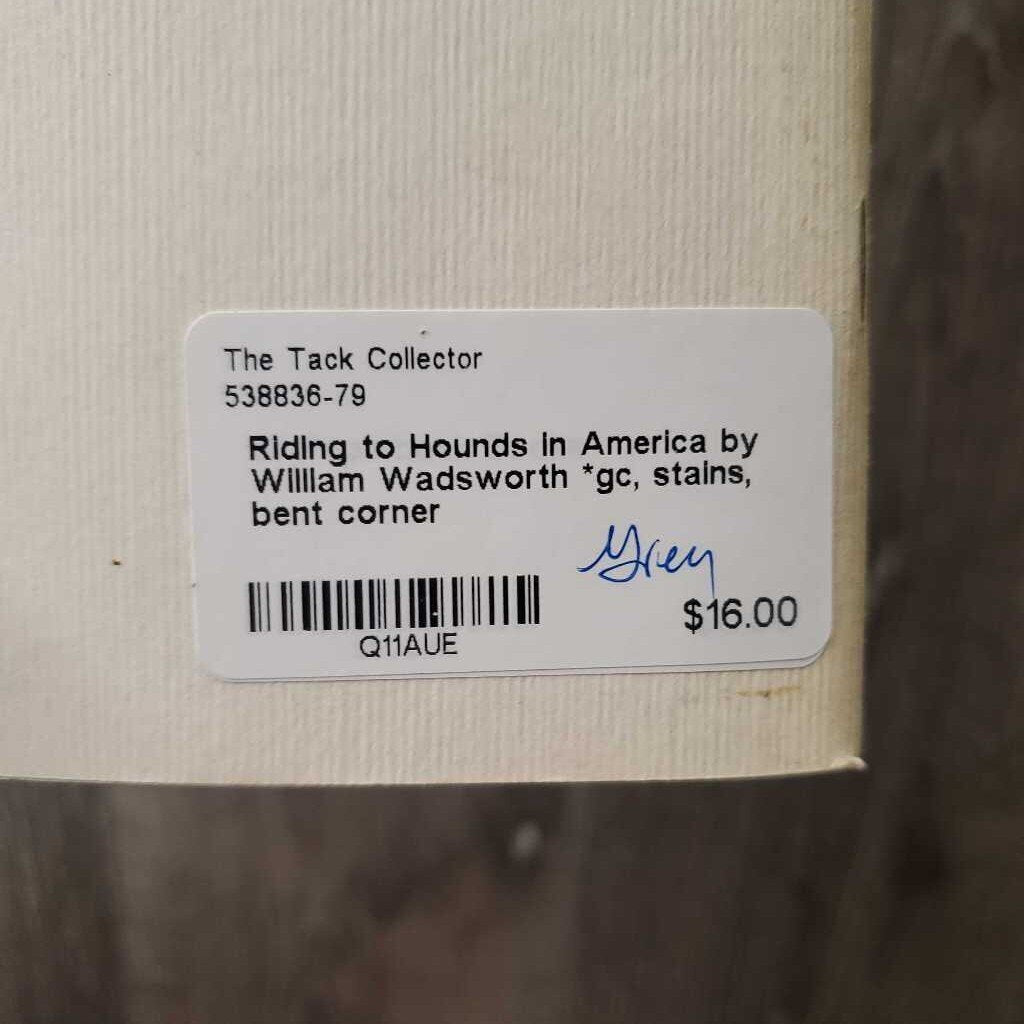 The Tack Collector
538836-79
Riding to Hounds in America by
William Wadsworth *gc, stains,
bent corner
Grey
$16.00
Q11AUE